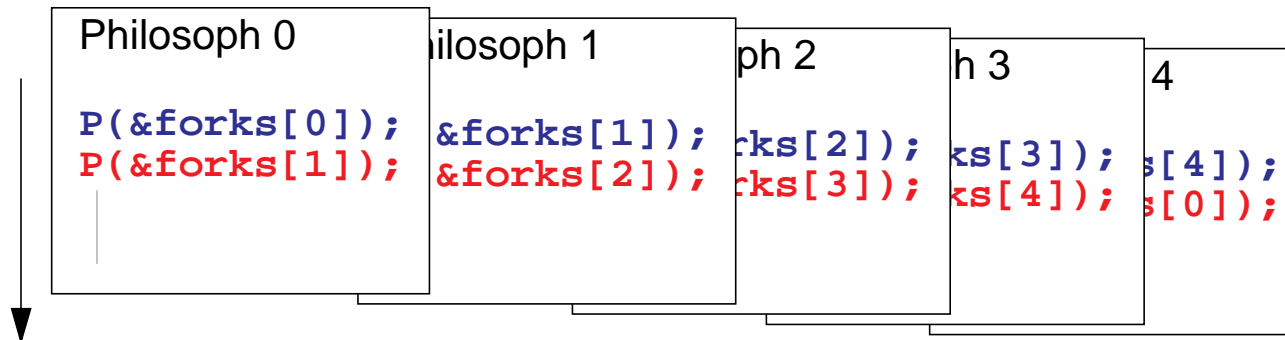 Philosoph 0
P(&forks[0]);
P(&forks[1]);
ilosoph 1
&forks[1]);
&forks[2]);
ph 2
rks[2]);
rks[3]);
h 3
ks[3]);
ks[4]);
4
s[4]);
s[0]);